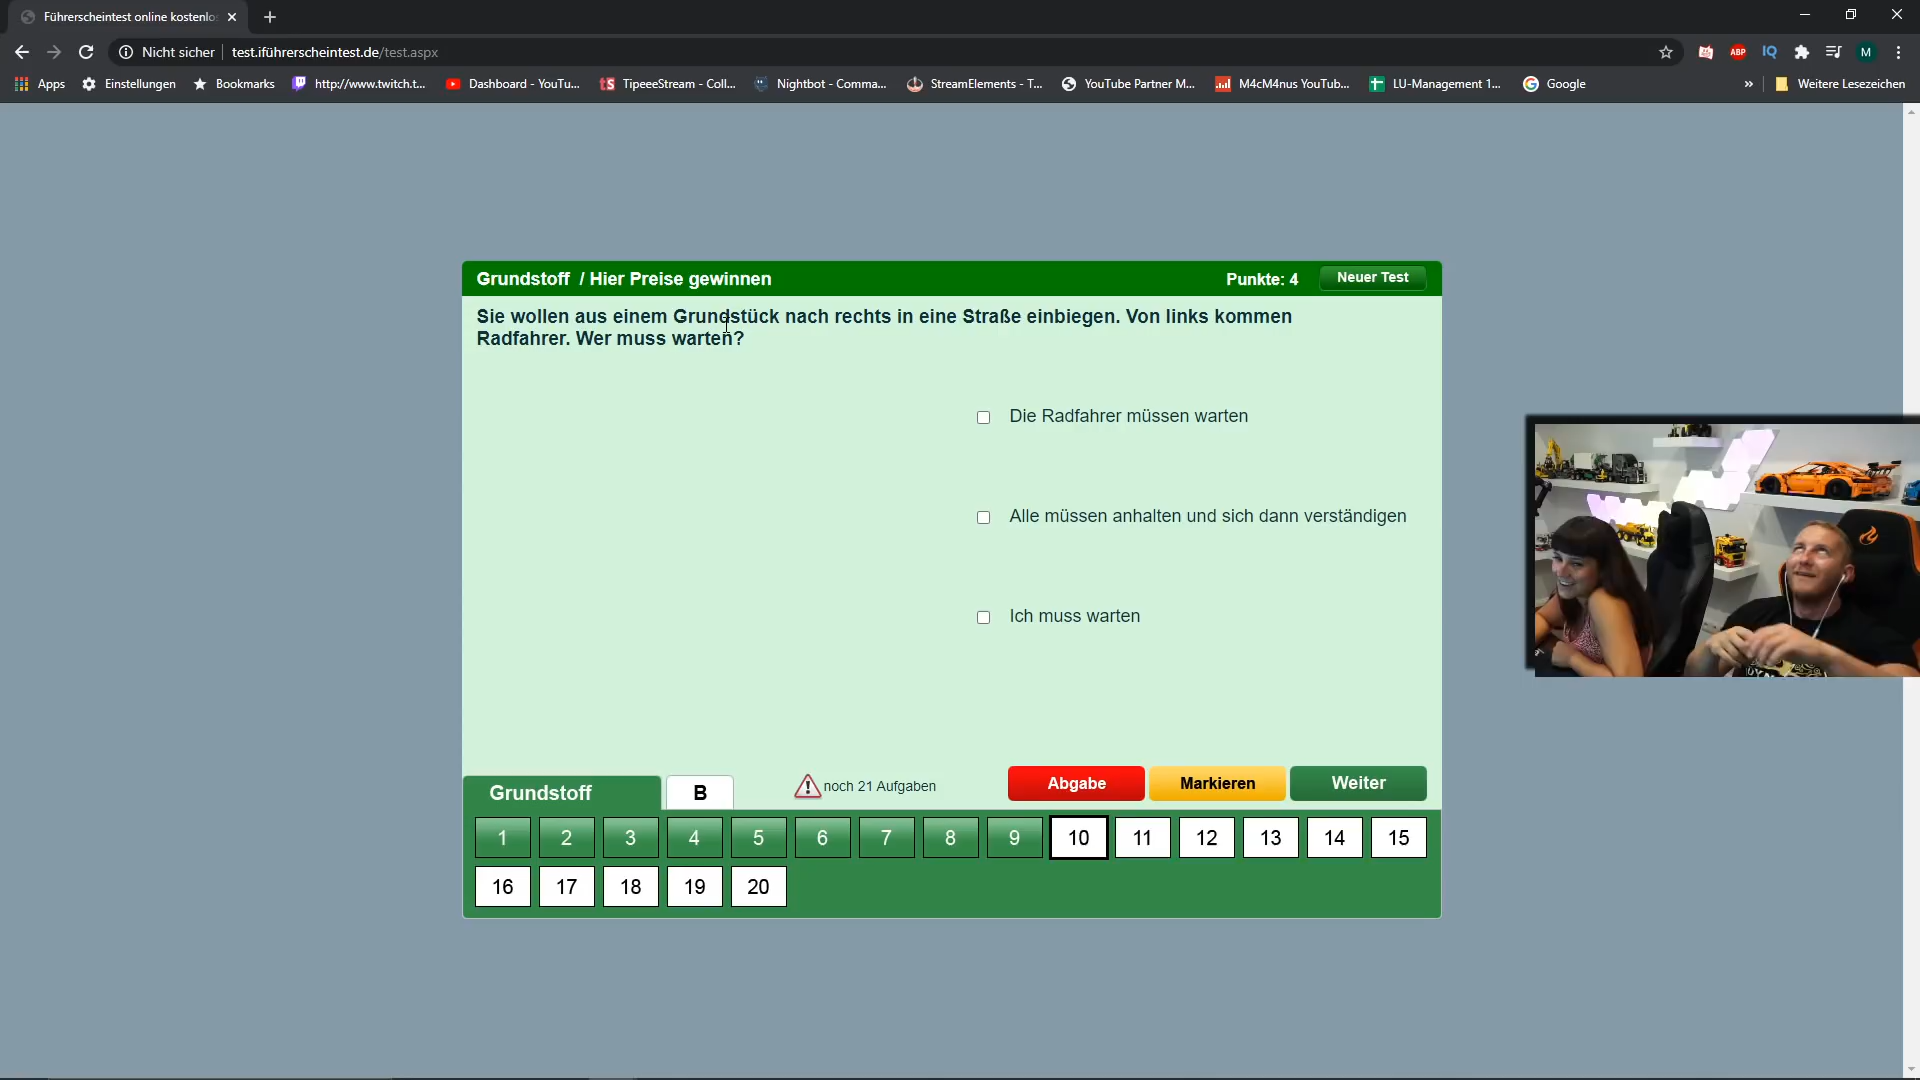 Führerscheintest online kostenlo
Nicht sicher
test.iführerscheintest.de/test.aspx
ABP
IQ
M
Apps
Einstellungen
Bookmarks
http://www.twitch.t...
Dashboard - YouTu...
TipeeeStream - Coll...
Nightbot - Comma...
StreamElements - T...
YouTube Partner M...
M4cM4nus YouTub...
LU-Management 1...
Google
»
Weitere Lesezeichen
Grundstoff / Hier Preise gewinnen
Punkte: 4
Neuer Test
Sie wollen aus einem Grundstück nach rechts in eine Straße einbiegen. Von links kommen
Radfahrer. Wer muss warten?
Die Radfahrer müssen warten
Alle müssen anhalten und sich dann verständigen
Ich muss warten
Grundstoff
B
noch 21 Aufgaben
Abgabe
Markieren
Weiter
1 2 3 4 5 6 7 8 9 10 11 12 13 14 15
16 17 18 19 20